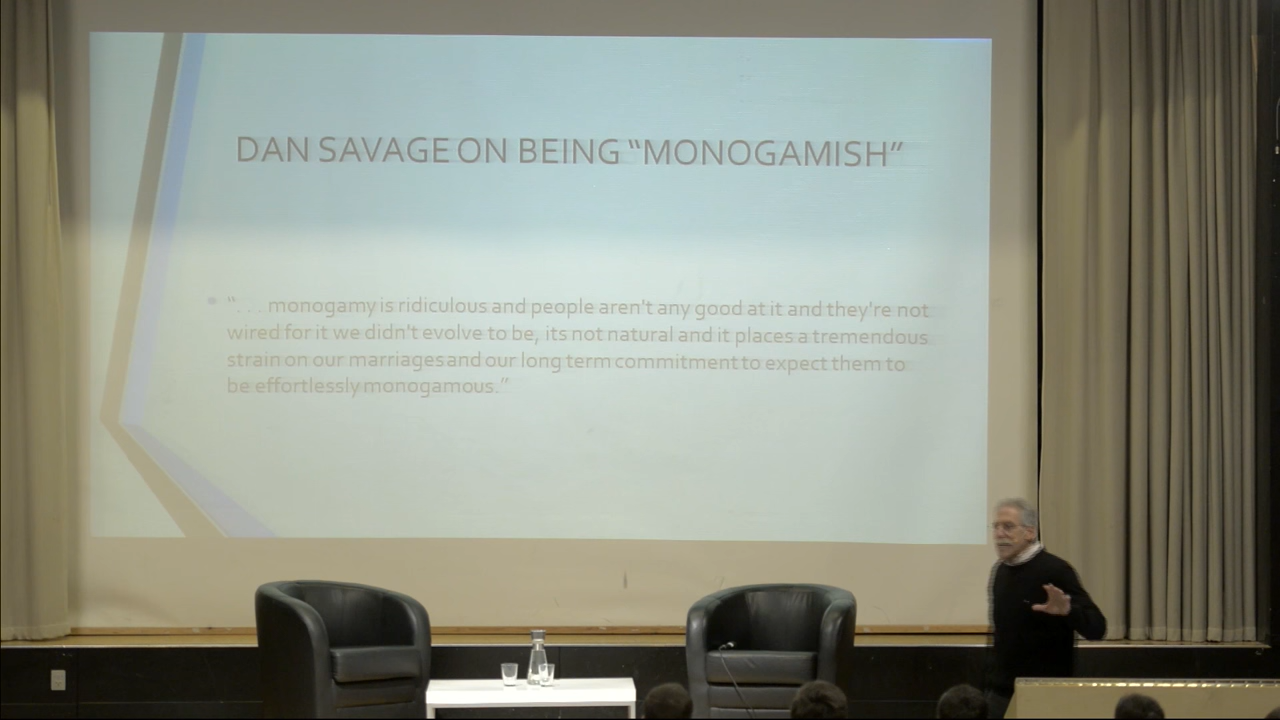 DAN SAVAGE ON BEING “MONOGAMISH”
“. . . monogamy is ridiculous and people aren't any good at it and they're not
wired for it we didn't evolve to be, its not natural and it places a tremendous
strain on our marriages and our long term commitment to expect them to
be effortlessly monogamous.”